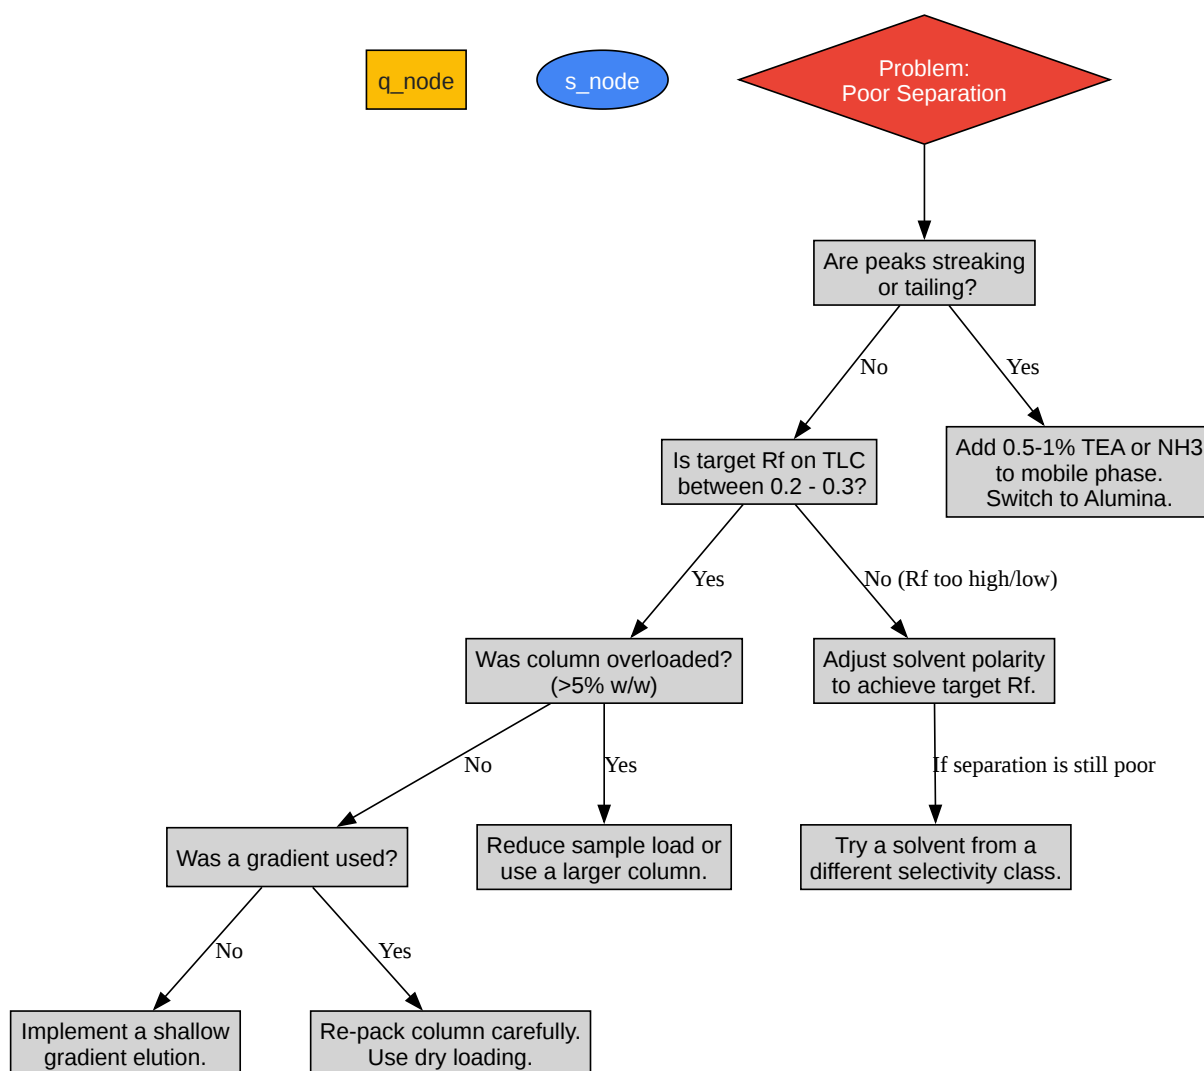 q_node
s_node
Problem:
Poor Separation
Are peaks streaking
or tailing?
No
Yes
Is target Rf on TLC
between 0.2 - 0.3?
Add 0.5-1% TEA or NH3
to mobile phase.
Switch to Alumina.
Yes
No (Rf too high/low)
Was column overloaded?
(>5% w/w)
Adjust solvent polarity
to achieve target Rf.
No
Yes
If separation is still poor
Was a gradient used?
Reduce sample load or
use a larger column.
Try a solvent from a
different selectivity class.
No
Yes
Implement a shallow
gradient elution.
Re-pack column carefully.
Use dry loading.